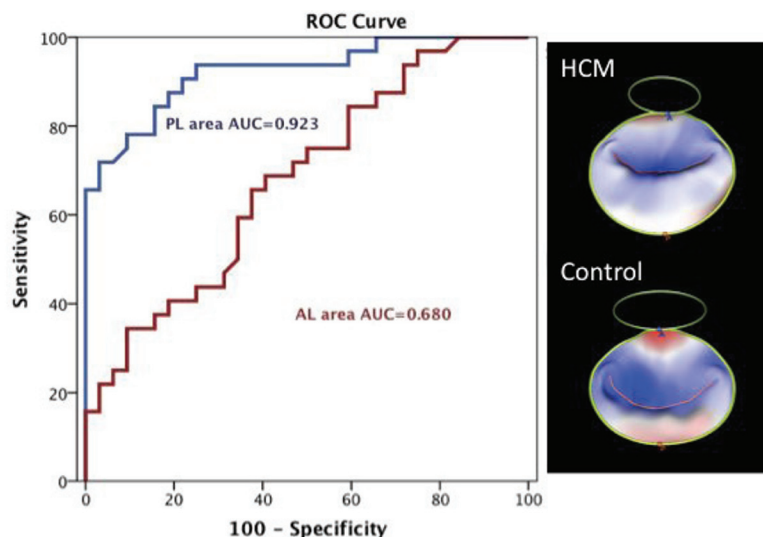 ROC Curve
100
80
60
40
20
0
Sensitivity
PL area AUC=0.923
AL area AUC=0.680
0 20 40 60 80 100
100 – Specificity
HCM
A
P
Control
A
P